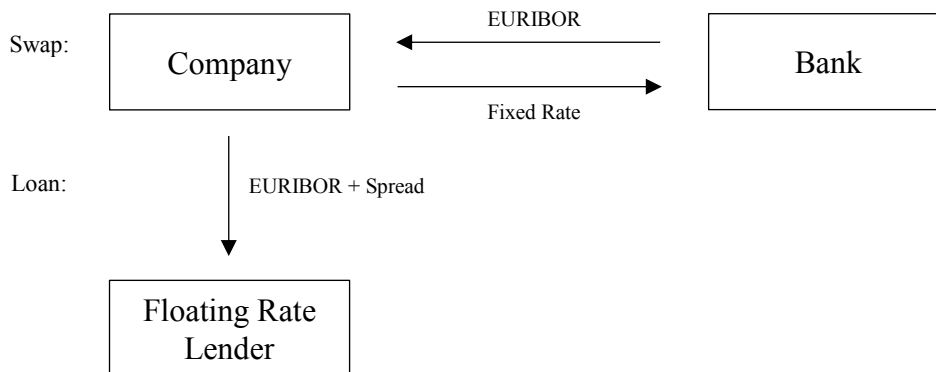 EURIBOR
Swap:
Company
Bank
Fixed Rate
Loan:
EURIBOR + Spread
Floating Rate
Lender